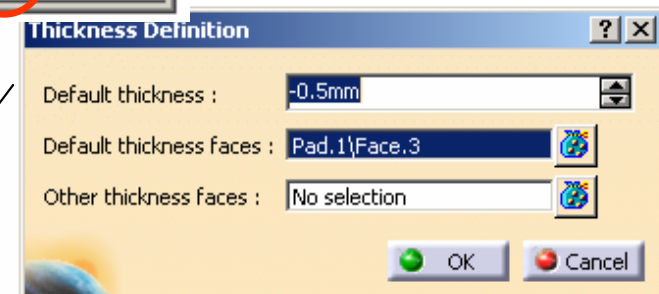 Thickness Definition
Default thickness : -0.5mm
Default thickness faces : Pad.1\Face.3
Other thickness faces : No selection
OK Cancel